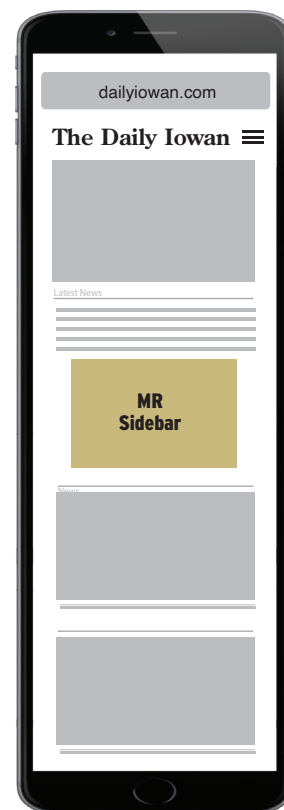 dailyiowan.com
The Daily Iowan
Latest News
MR
Sidebar
News